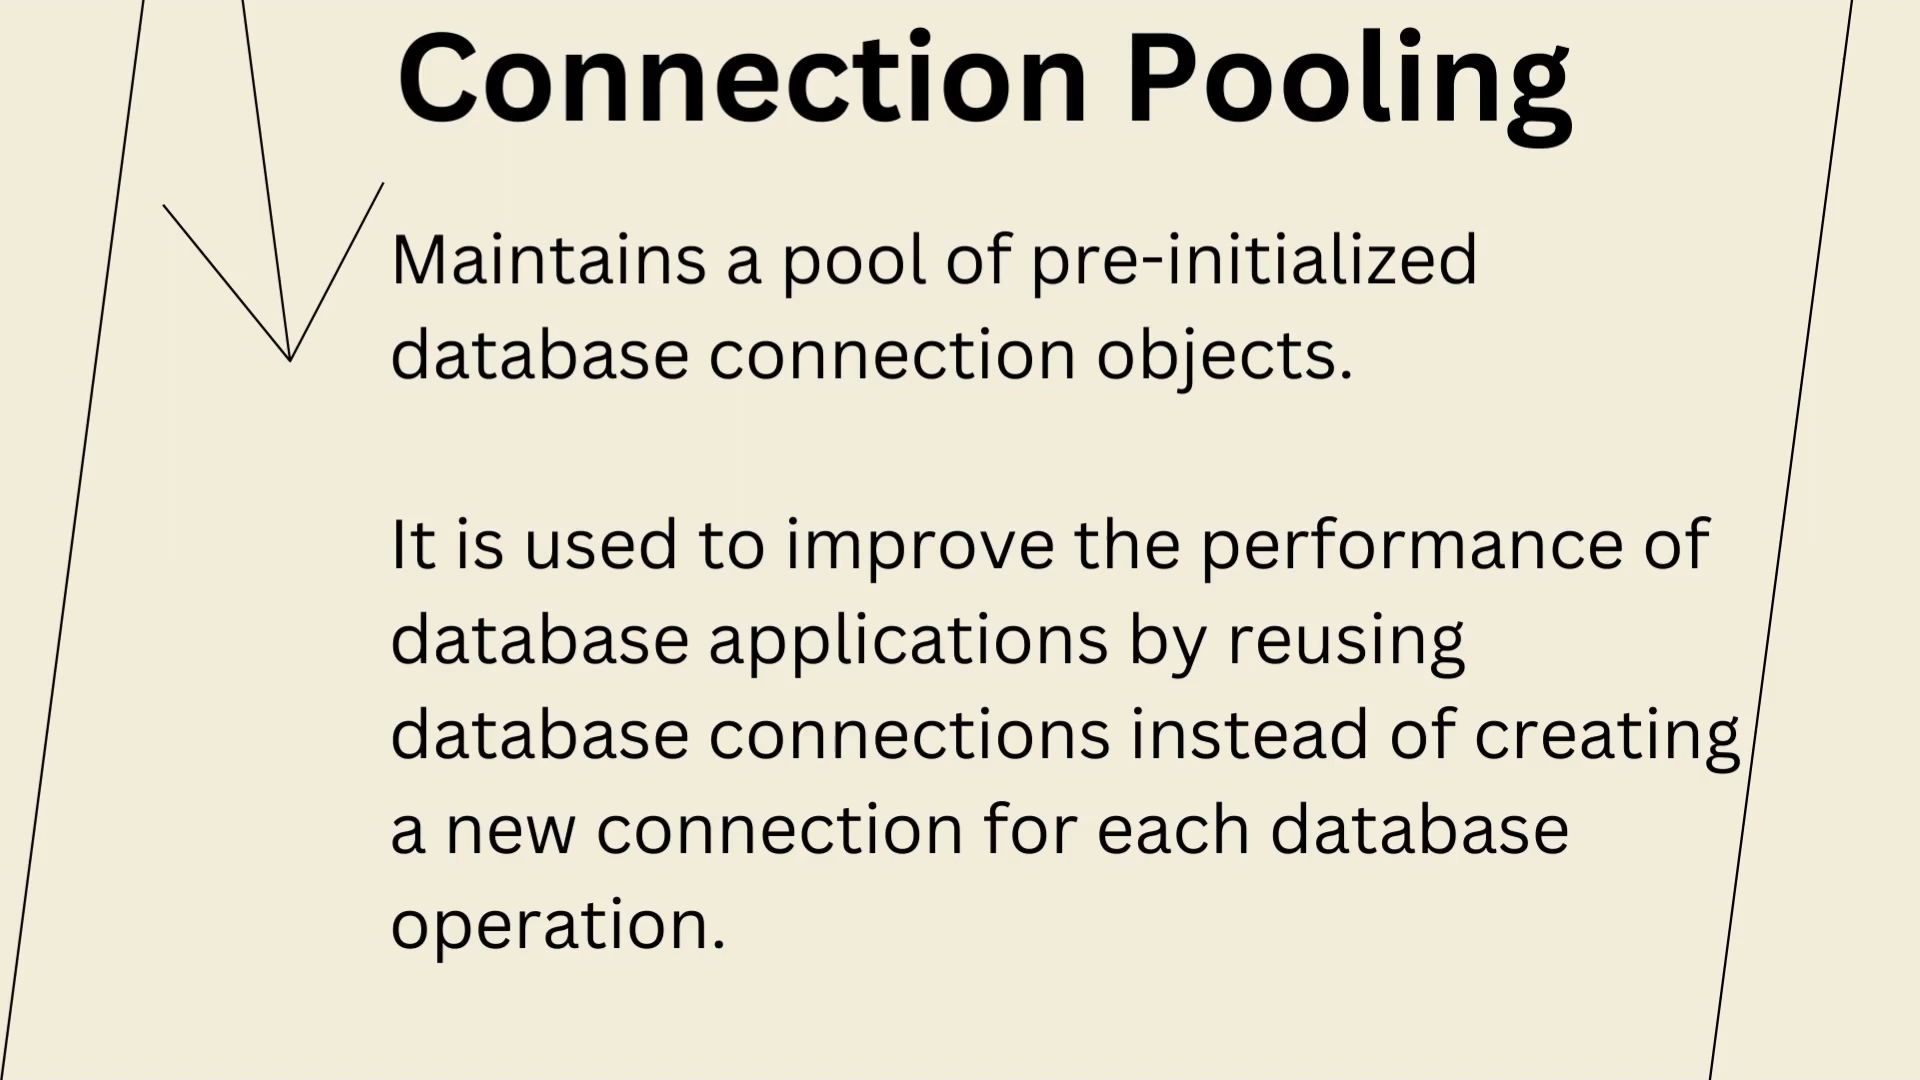 Connection Pooling
Maintains a pool of pre-initialized
database connection objects.
It is used to improve the performance of
database applications by reusing
database connections instead of creating
a new connection for each database
operation.